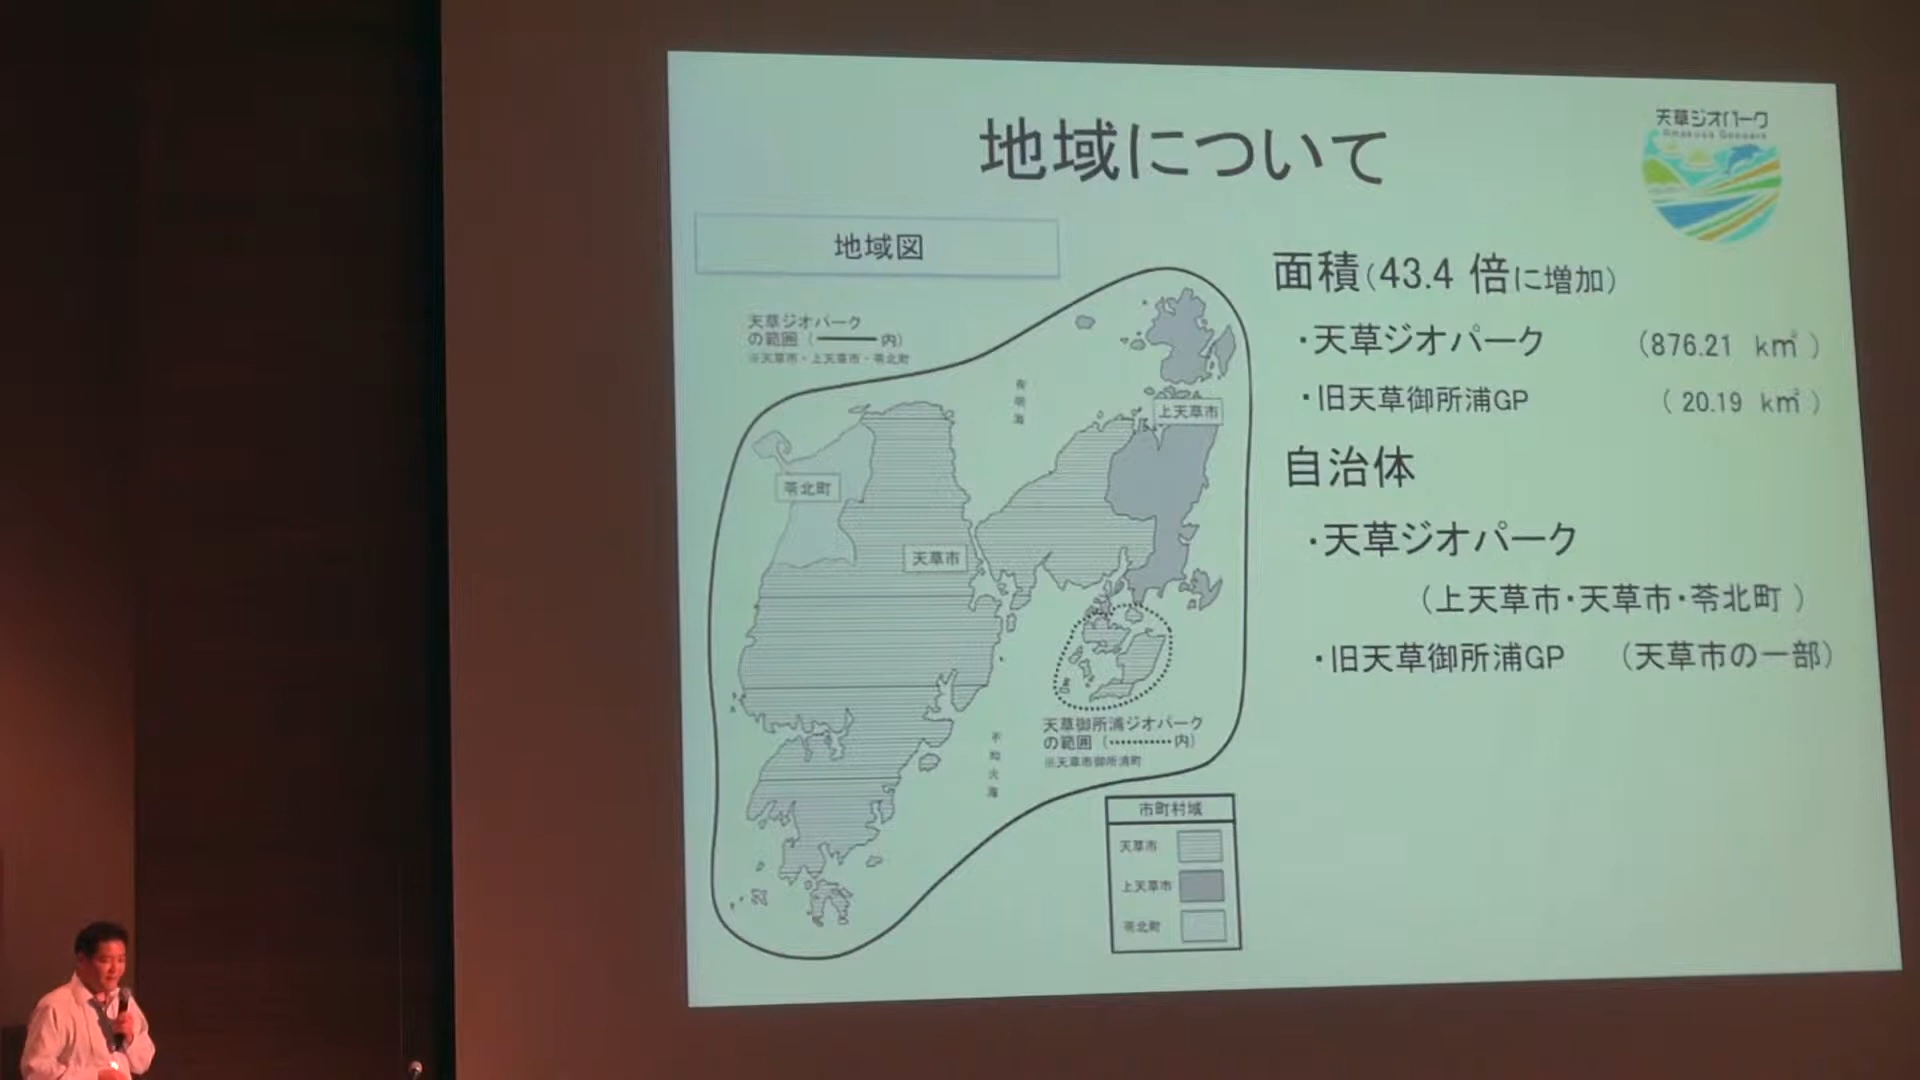 地域について
天草ジオパーク
Amakusa Geopark
地域図
天草ジオパーク
の範囲（━━━内）
※天草市・上天草市・苓北町
有明海
上天草市
苓北町
天草市
天草御所浦ジオパーク
の範囲（…………内）
※天草市御所浦町
不知火海
市町村域
天草市
上天草市
苓北町
面積（43.4 倍に増加）
・天草ジオパーク （876.21 km²）
・旧天草御所浦GP （ 20.19 km²）
自治体
・天草ジオパーク
（上天草市・天草市・苓北町 ）
・旧天草御所浦GP （天草市の一部）